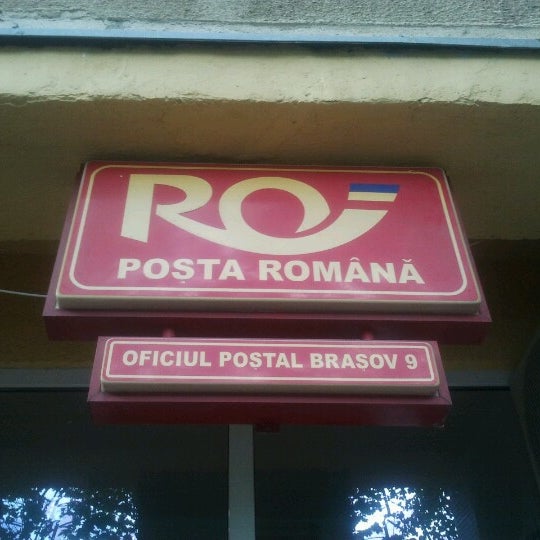 RO
POȘTA ROMÂNĂ
OFICIUL POȘTAL BRAȘOV 9